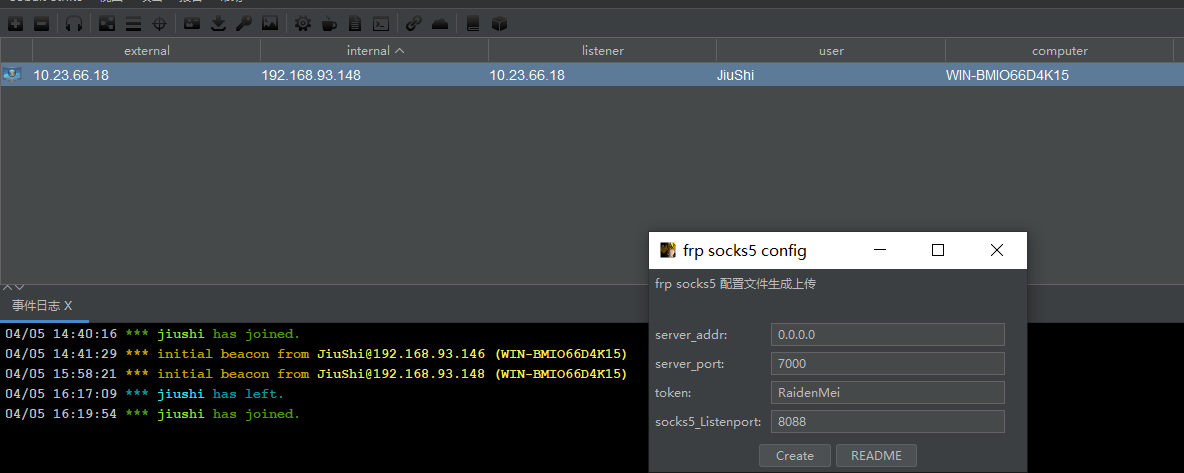 external internal listener user computer
10.23.66.18 192.168.93.148 10.23.66.18 JiuShi WIN-BMIO66D4K15
frp socks5 config
frp socks5 配置文件生成上传
事件日志 X
server_addr: 0.0.0.0
server_port: 7000
token: RaidenMei
socks5_Listenport: 8088
Create README
04/05 14:40:16 *** jiushi has joined.
04/05 14:41:29 *** initial beacon from JiuShi@192.168.93.146 (WIN-BMIO66D4K15)
04/05 15:58:21 *** initial beacon from JiuShi@192.168.93.148 (WIN-BMIO66D4K15)
04/05 16:17:09 *** jiushi has left.
04/05 16:19:54 *** jiushi has joined.